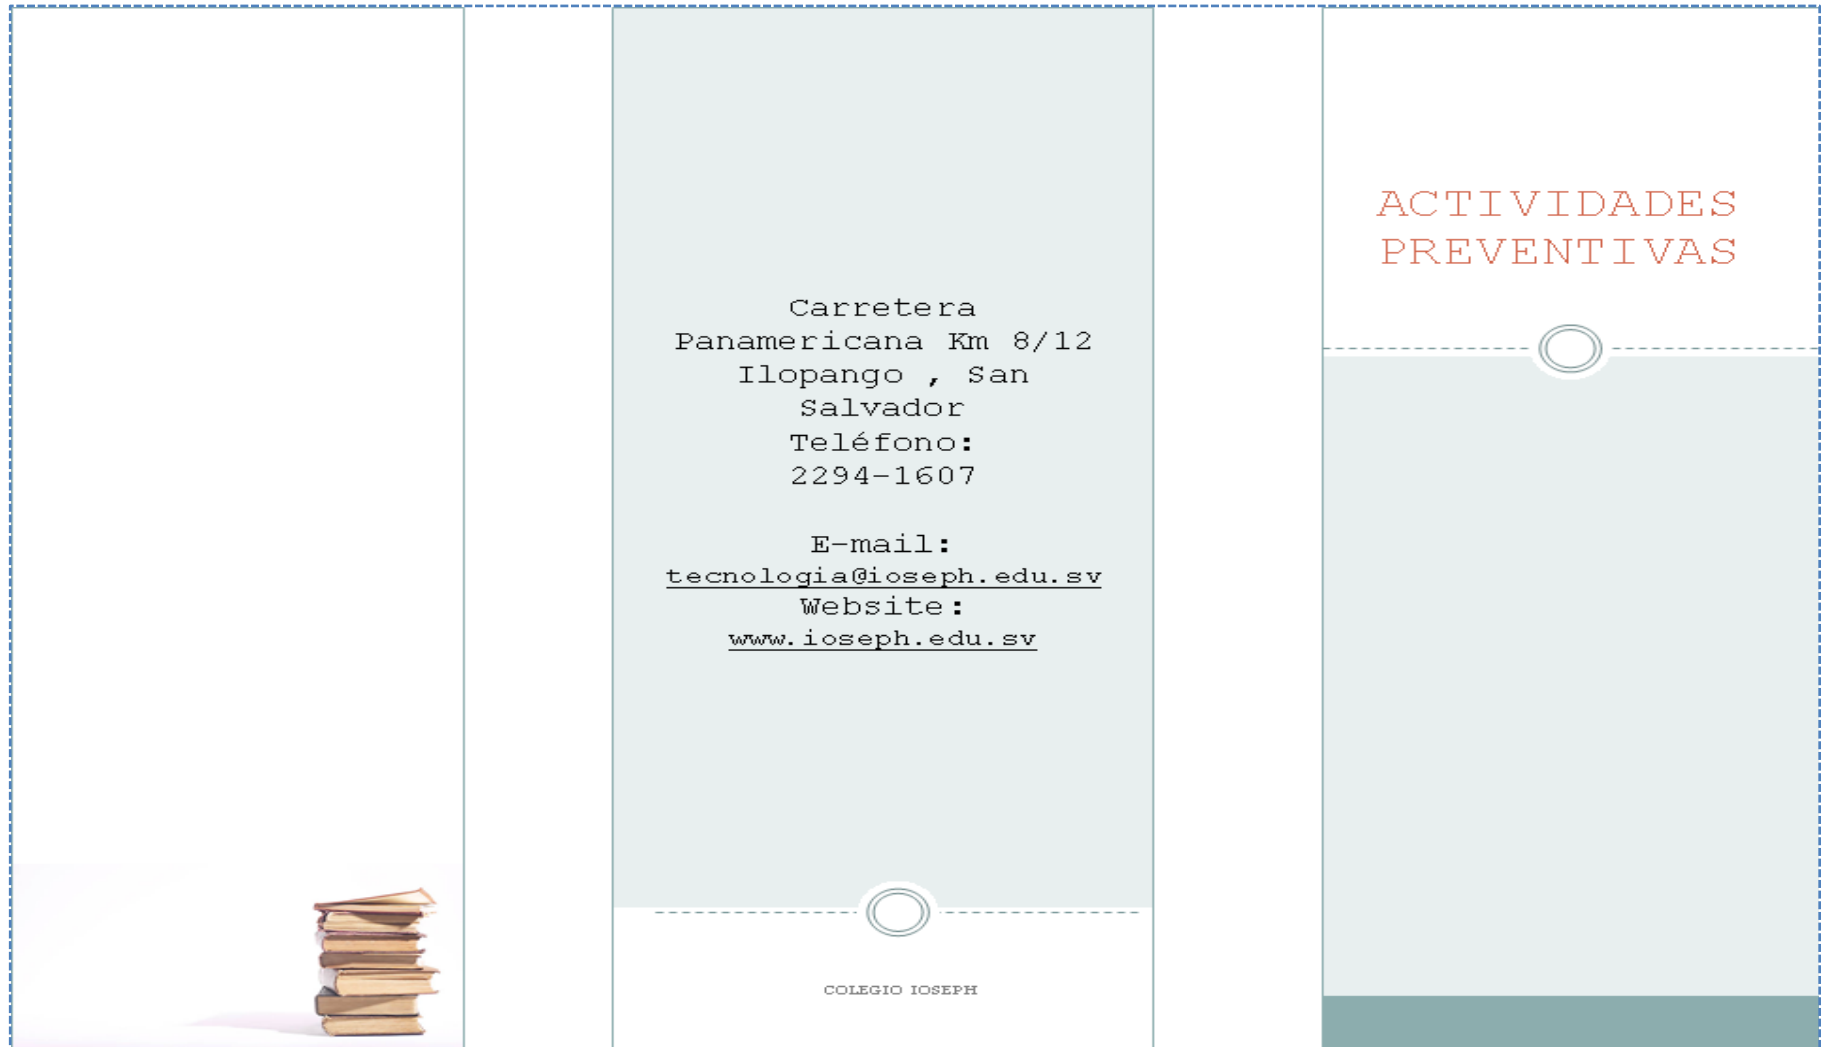 Carretera
Panamericana Km 8/12
Ilopango , San
Salvador
Teléfono:
2294-1607
E-mail:
tecnologia@ioseph.edu.sv
Website:
www.ioseph.edu.sv
COLEGIO IOSEPH
ACTIVIDADES
PREVENTIVAS